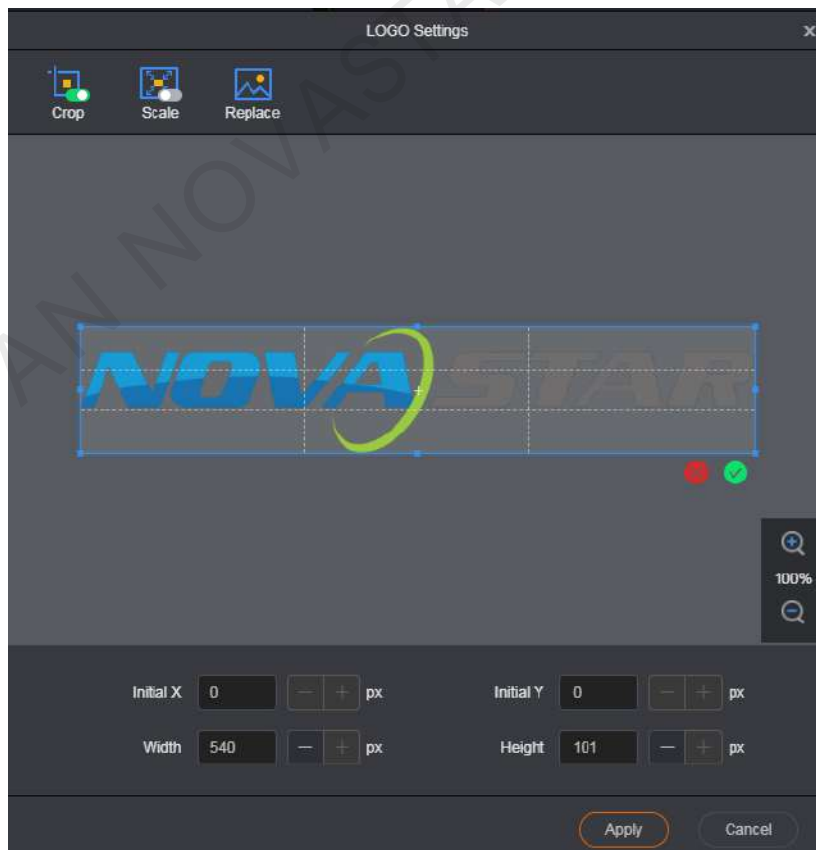 LOGO Settings
Crop Scale Replace
NOVASTAR
100%
Initial X 0 px Initial Y 0 px
Width 540 px Height 101 px
Apply Cancel